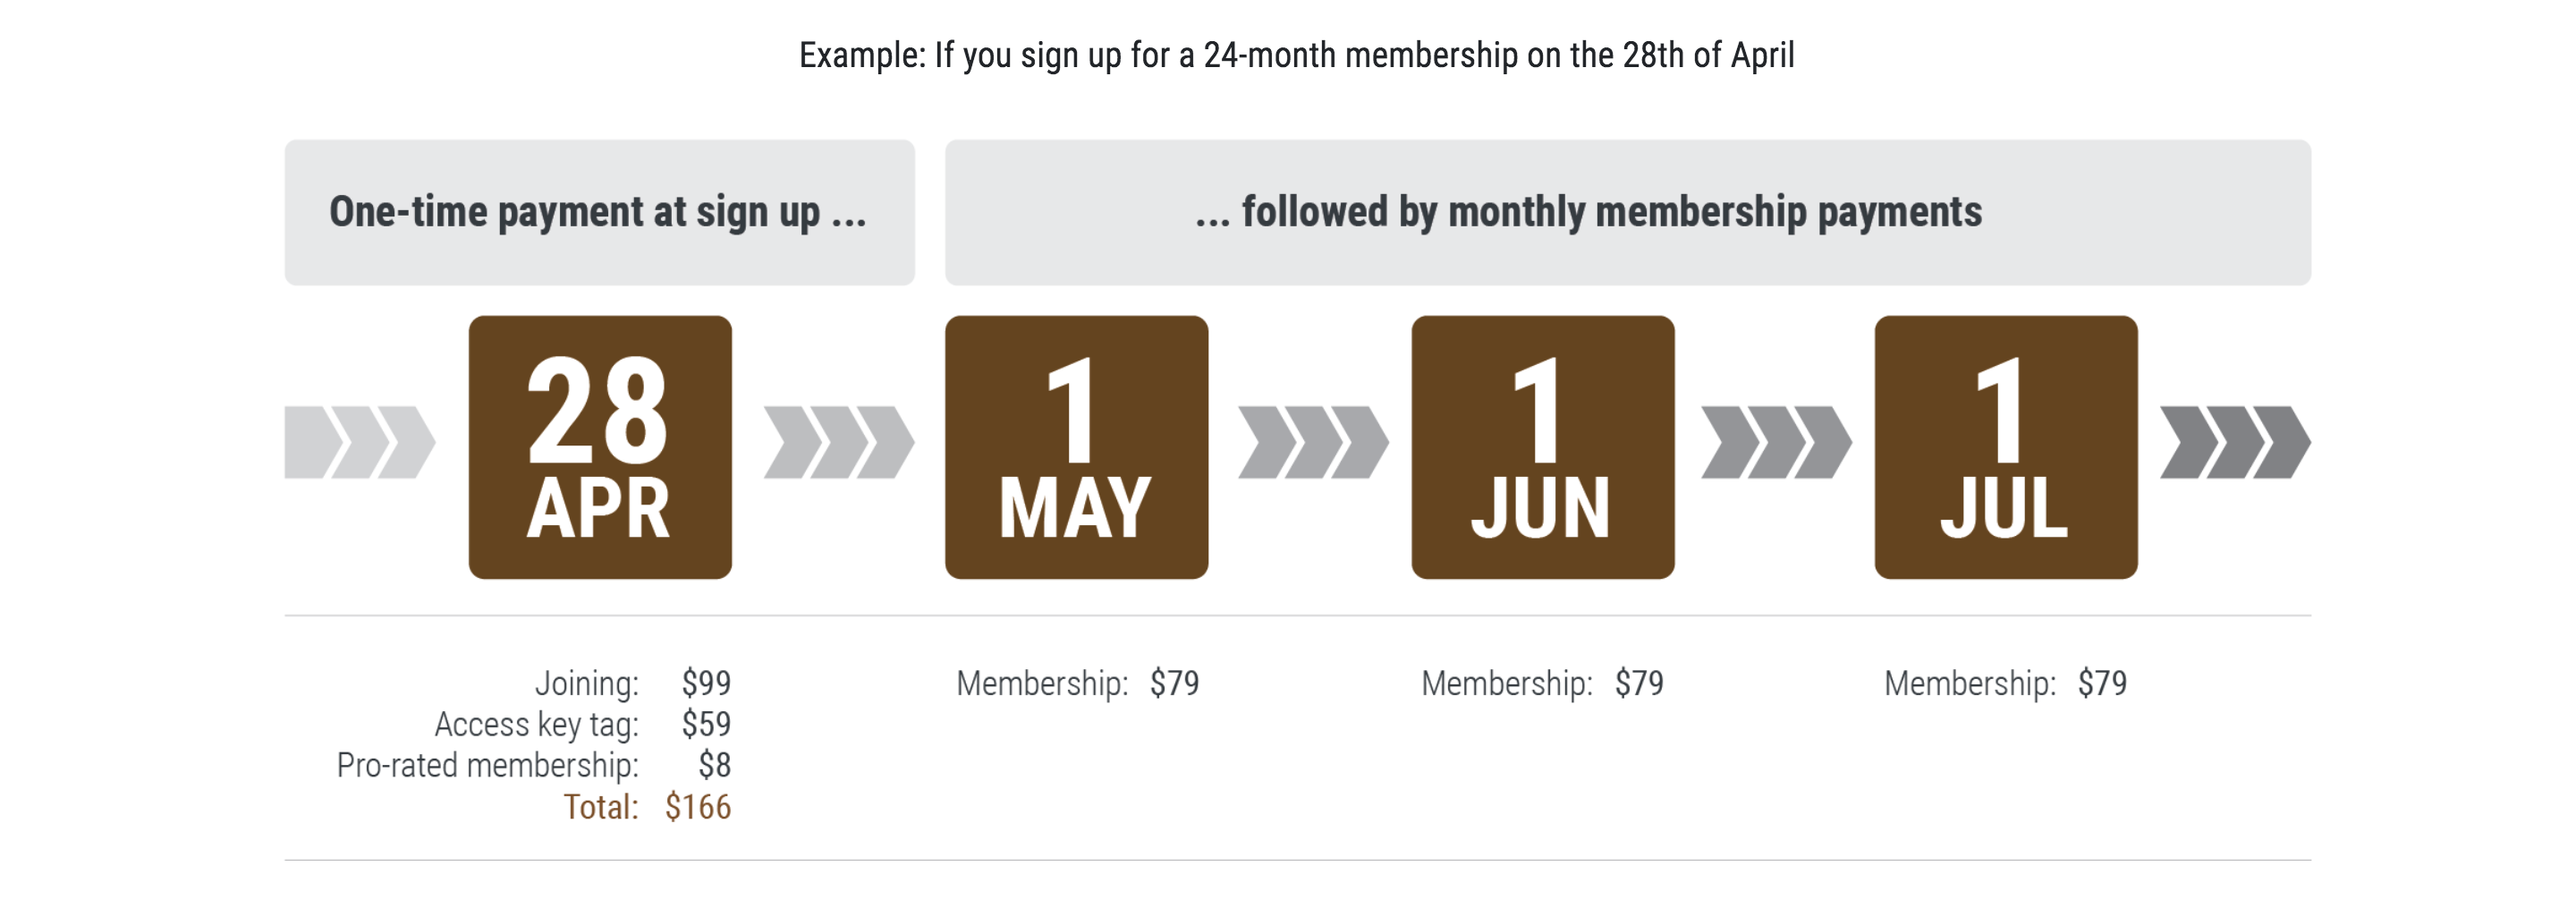 Example: If you sign up for a 24-month membership on the 28th of April
One-time payment at sign up ...
... followed by monthly membership payments
28
APR
1
MAY
1
JUN
1
JUL
Joining: $99
Access key tag: $59
Pro-rated membership: $8
Total: $166
Membership: $79
Membership: $79
Membership: $79